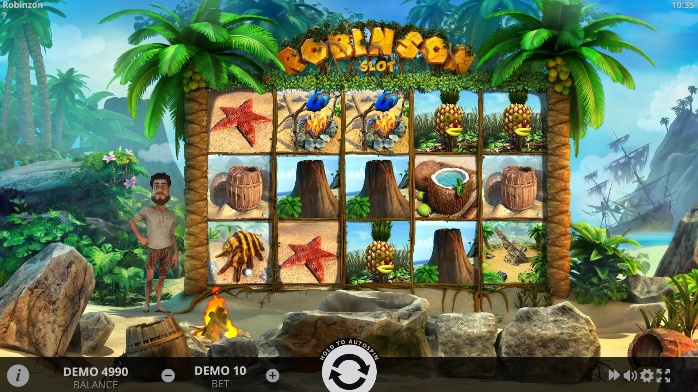 Robinzon
10:35
?
ROBINSON
SLOT
HOLD TO AUTOSPIN
DEMO 4990
BALANCE
DEMO 10
BET